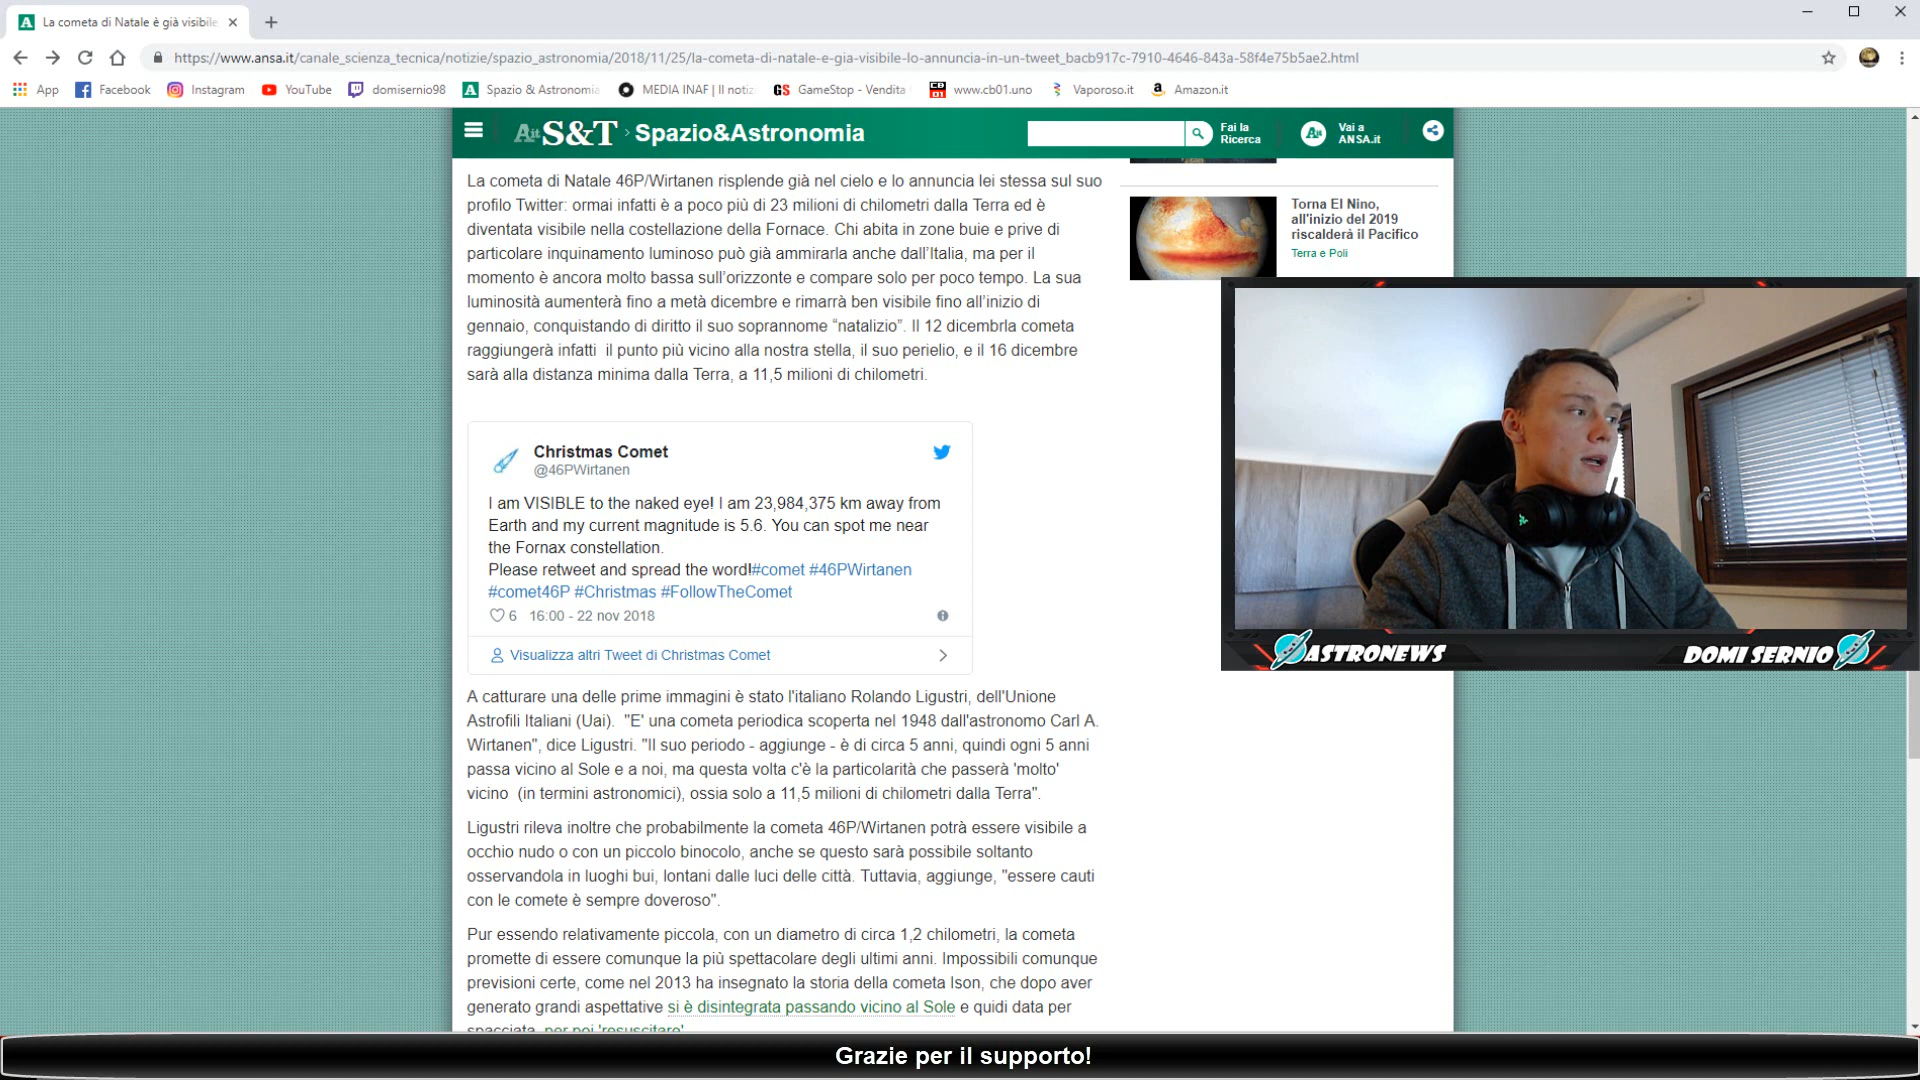 La cometa di Natale è già visibile
https://www.ansa.it/canale_scienza_tecnica/notizie/spazio_astronomia/2018/11/25/la-cometa-di-natale-e-gia-visibile-lo-annuncia-in-un-tweet_bacb917c-7910-4646-843a-58f4e75b5ae2.html
App Facebook Instagram YouTube domisernio98 Spazio & Astronomia MEDIA INAF | Il notiz GameStop - Vendita www.cb01.uno Vaporoso.it Amazon.it
A.it S&T › Spazio&Astronomia
Fai la
Ricerca
Vai a
ANSA.it
La cometa di Natale 46P/Wirtanen risplende già nel cielo e lo annuncia lei stessa sul suo
profilo Twitter: ormai infatti è a poco più di 23 milioni di chilometri dalla Terra ed è
diventata visibile nella costellazione della Fornace. Chi abita in zone buie e prive di
particolare inquinamento luminoso può già ammirarla anche dall’Italia, ma per il
momento è ancora molto bassa sull’orizzonte e compare solo per poco tempo. La sua
luminosità aumenterà fino a metà dicembre e rimarrà ben visibile fino all’inizio di
gennaio, conquistando di diritto il suo soprannome “natalizio”. Il 12 dicembrla cometa
raggiungerà infatti il punto più vicino alla nostra stella, il suo perielio, e il 16 dicembre
sarà alla distanza minima dalla Terra, a 11,5 milioni di chilometri.
Torna El Nino,
all'inizio del 2019
riscalderà il Pacifico
Terra e Poli
Christmas Comet
@46PWirtanen
I am VISIBLE to the naked eye! I am 23,984,375 km away from
Earth and my current magnitude is 5.6. You can spot me near
the Fornax constellation.
Please retweet and spread the word!#comet #46PWirtanen
#comet46P #Christmas #FollowTheComet
6 16:00 - 22 nov 2018
Visualizza altri Tweet di Christmas Comet
ASTRONEWS
DOMI SERNIO
A catturare una delle prime immagini è stato l'italiano Rolando Ligustri, dell'Unione
Astrofili Italiani (Uai). "E' una cometa periodica scoperta nel 1948 dall'astronomo Carl A.
Wirtanen", dice Ligustri. "Il suo periodo - aggiunge - è di circa 5 anni, quindi ogni 5 anni
passa vicino al Sole e a noi, ma questa volta c'è la particolarità che passerà 'molto'
vicino (in termini astronomici), ossia solo a 11,5 milioni di chilometri dalla Terra".
Ligustri rileva inoltre che probabilmente la cometa 46P/Wirtanen potrà essere visibile a
occhio nudo o con un piccolo binocolo, anche se questo sarà possibile soltanto
osservandola in luoghi bui, lontani dalle luci delle città. Tuttavia, aggiunge, "essere cauti
con le comete è sempre doveroso".
Pur essendo relativamente piccola, con un diametro di circa 1,2 chilometri, la cometa
promette di essere comunque la più spettacolare degli ultimi anni. Impossibili comunque
previsioni certe, come nel 2013 ha insegnato la storia della cometa Ison, che dopo aver
generato grandi aspettative si è disintegrata passando vicino al Sole e quidi data per
spacciata, per poi 'resuscitare'
Grazie per il supporto!